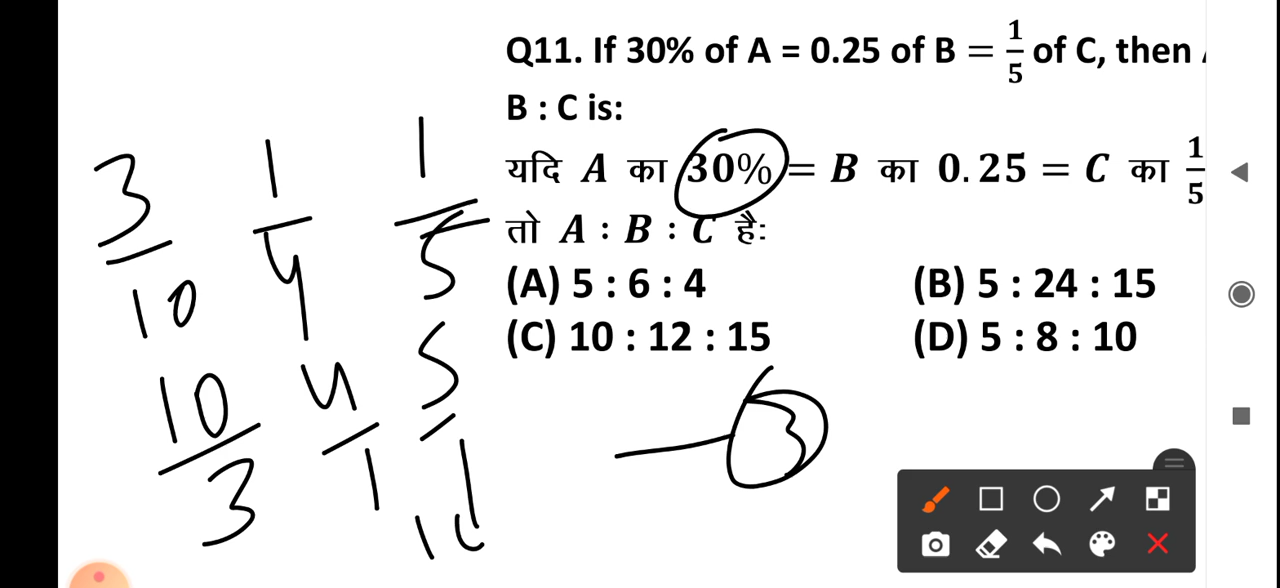 Q11. If 30% of A = 0.25 of B = 1/5 of C, then
B : C is:
यदि A का 30% = B का 0.25 = C का 1/5
तो A : B : C है:
(A) 5 : 6 : 4 (B) 5 : 24 : 15
(C) 10 : 12 : 15 (D) 5 : 8 : 10
3/10 1/4 1/5
10/3 4/1 5/1
3